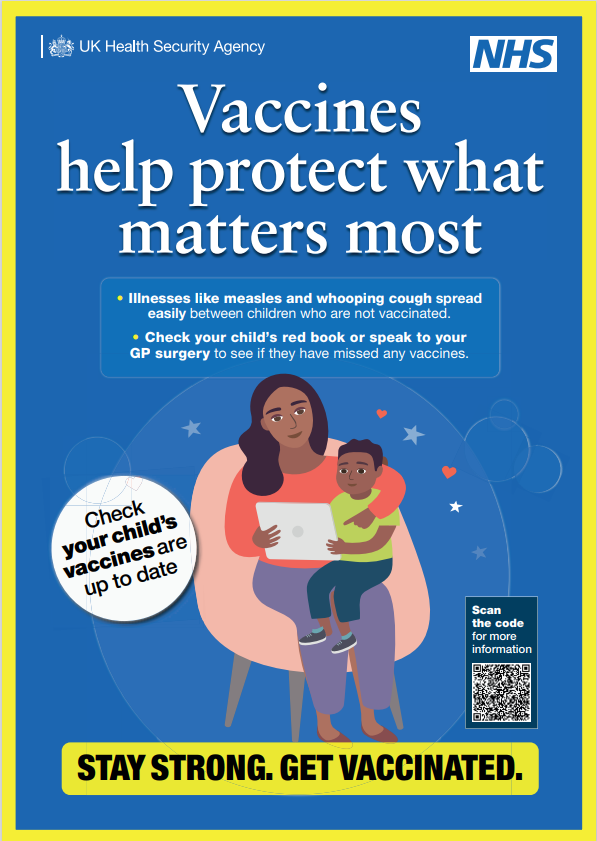 UK Health Security Agency
NHS
Vaccines
help protect what
matters most
• Illnesses like measles and whooping cough spread
easily between children who are not vaccinated.
• Check your child's red book or speak to your
GP surgery to see if they have missed any vaccines.
Check
your child's
vaccines are
up to date
Scan
the code
for more
information
STAY STRONG. GET VACCINATED.